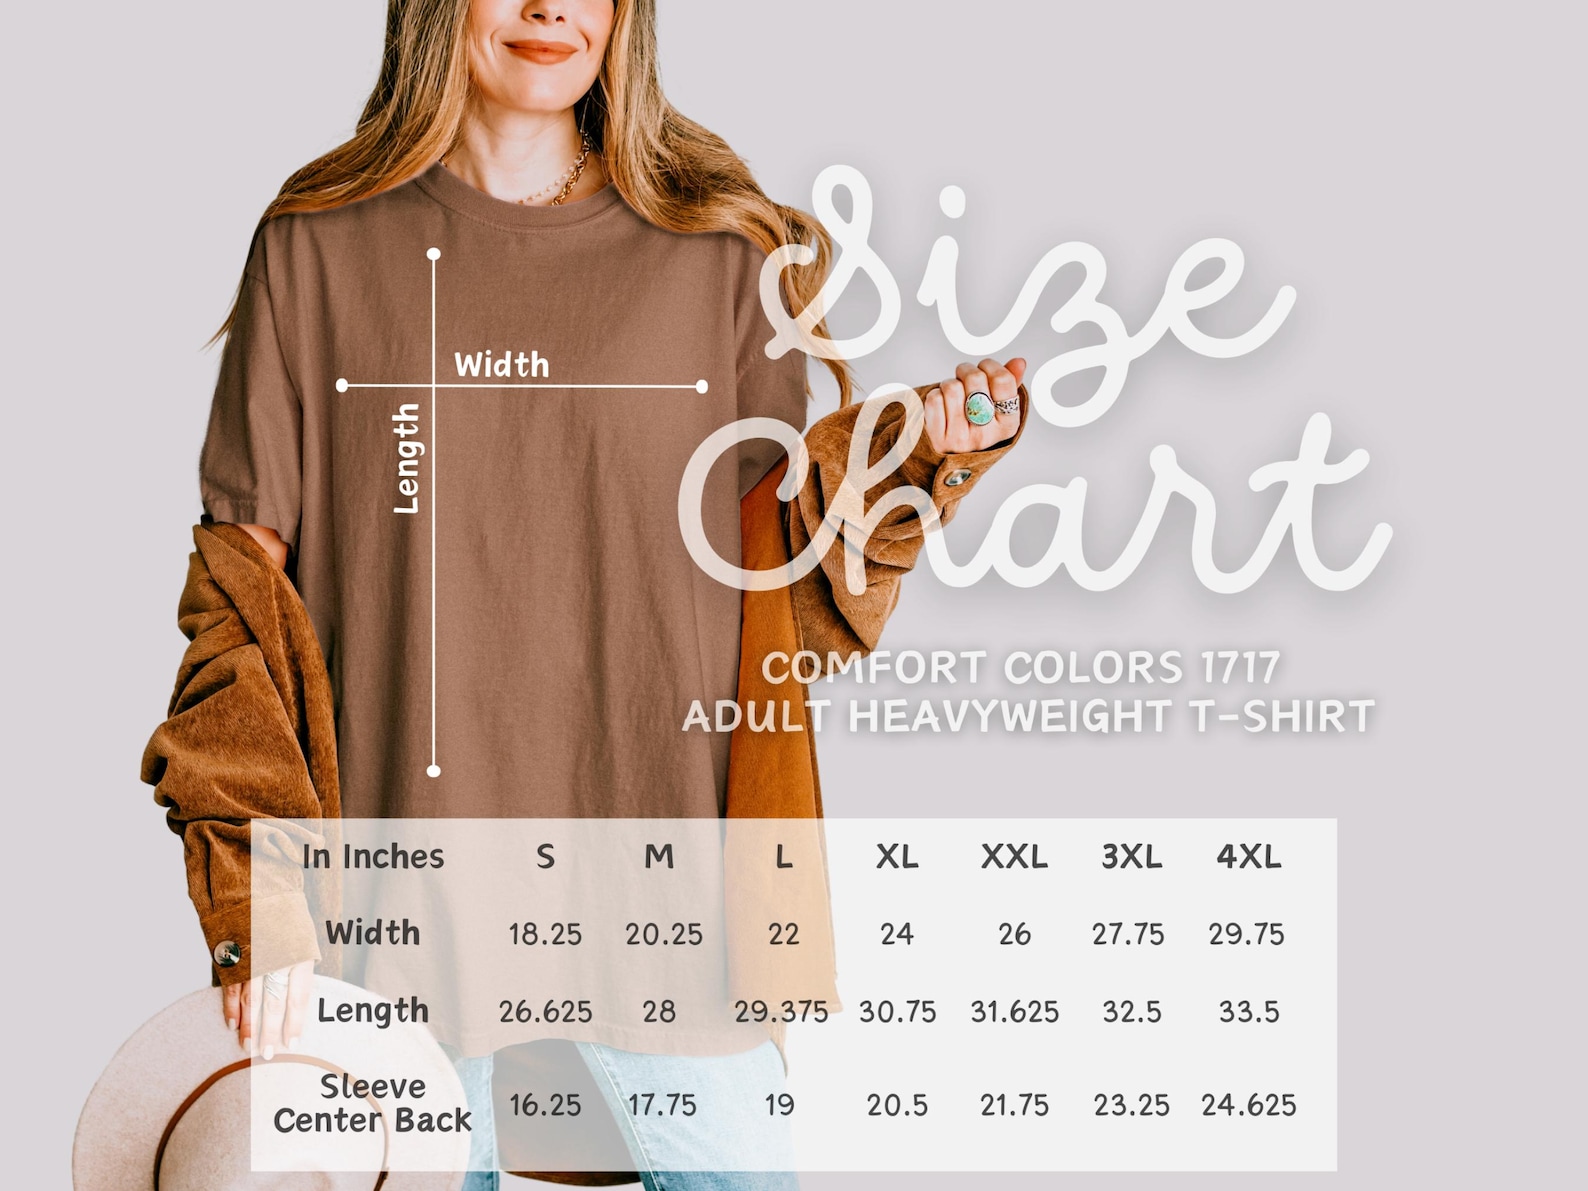 Size
Chart
COMFORT COLORS 1717
ADULT HEAVYWEIGHT T-SHIRT
Width
Length
In Inches S M L XL XXL 3XL 4XL
Width 18.25 20.25 22 24 26 27.75 29.75
Length 26.625 28 29.375 30.75 31.625 32.5 33.5
Sleeve
Center Back 16.25 17.75 19 20.5 21.75 23.25 24.625